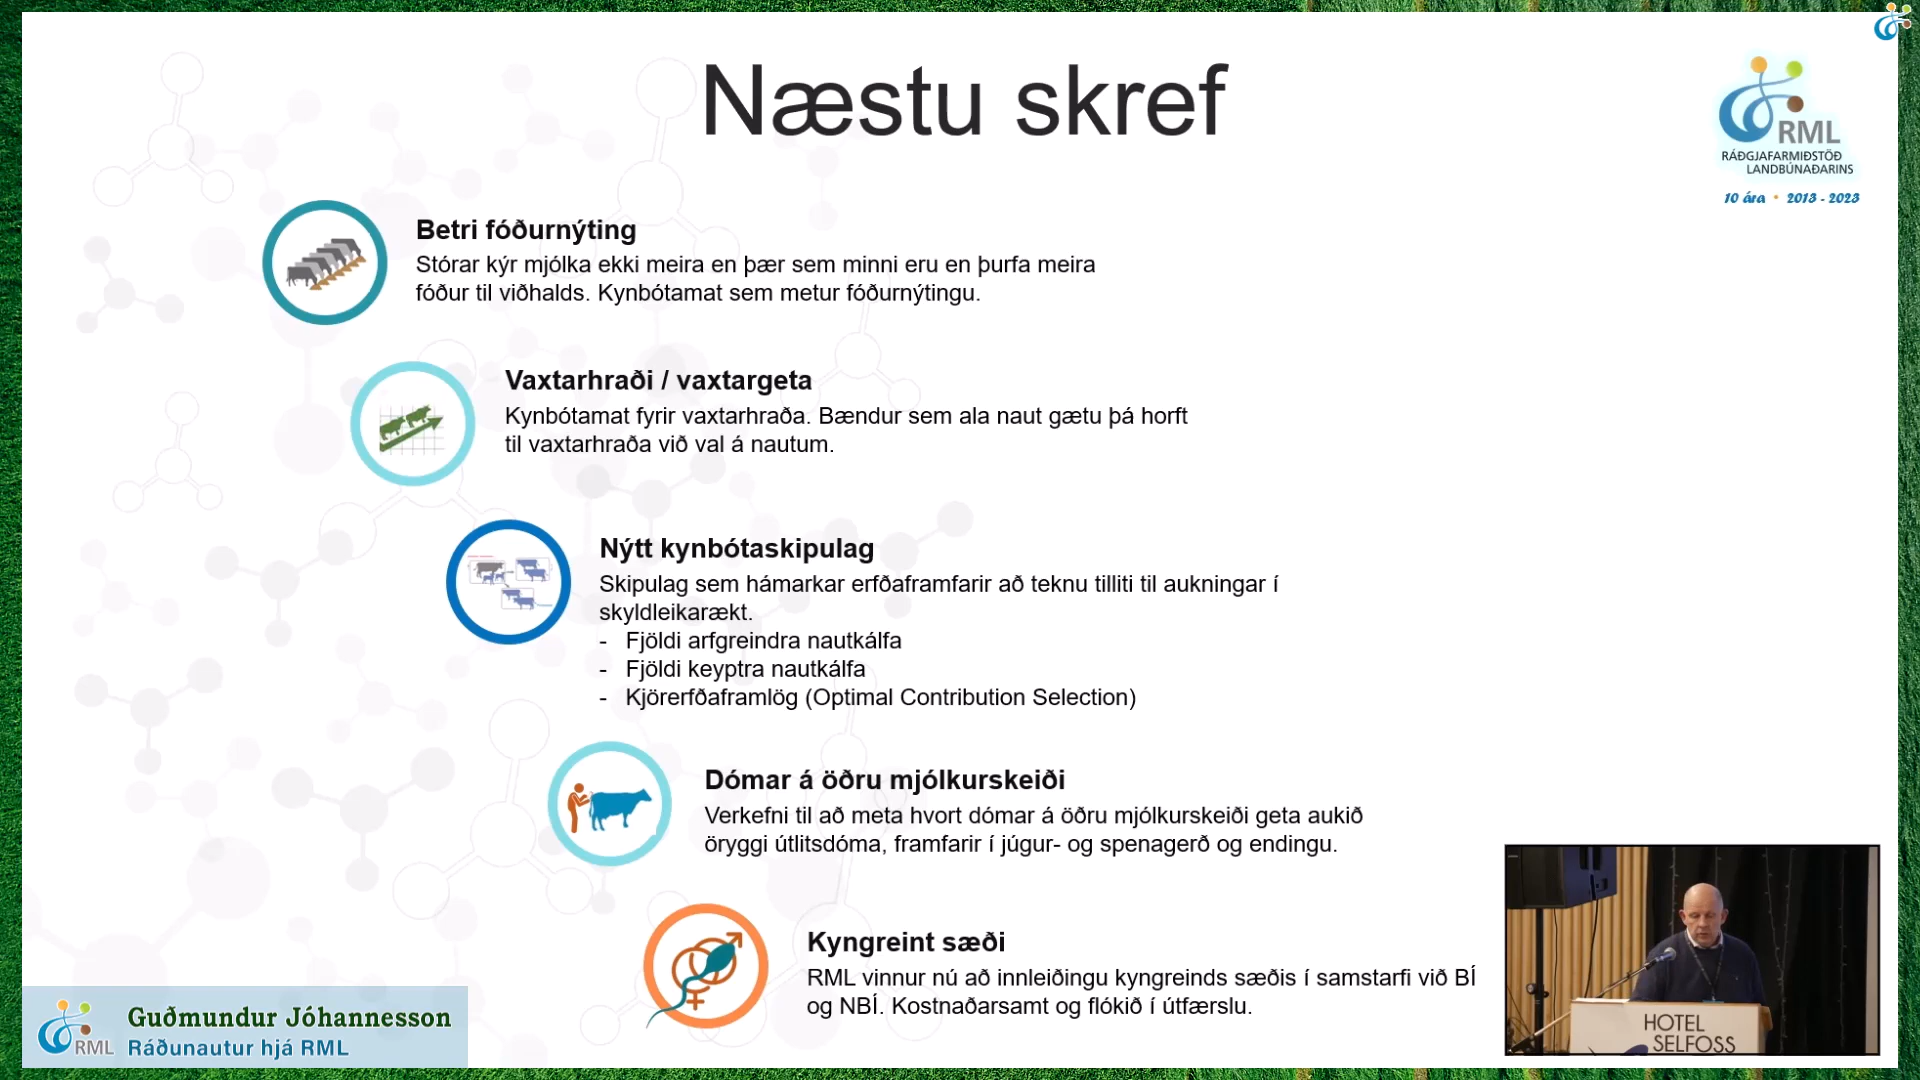 Næstu skref
RML
RÁÐGJAFARMIÐSTÖÐ
LANDBÚNAÐARINS
10 ára • 2013 - 2023
Betri fóðurnýting
Stórar kýr mjólka ekki meira en þær sem minni eru en þurfa meira
fóður til viðhalds. Kynbótamat sem metur fóðurnýtingu.
Vaxtarhraði / vaxtargeta
Kynbótamat fyrir vaxtarhraða. Bændur sem ala naut gætu þá horft
til vaxtarhraða við val á nautum.
Nýtt kynbótaskipulag
Skipulag sem hámarkar erfðaframfarir að teknu tilliti til aukningar í
skyldleikarækt.
- Fjöldi arfgreindra nautkálfa
- Fjöldi keyptra nautkálfa
- Kjörerfðaframlög (Optimal Contribution Selection)
Dómar á öðru mjólkurskeiði
Verkefni til að meta hvort dómar á öðru mjólkurskeiði geta aukið
öryggi útlitsdóma, framfarir í júgur- og spenagerð og endingu.
Kyngreint sæði
RML vinnur nú að innleiðingu kyngreinds sæðis í samstarfi við BÍ
og NBÍ. Kostnaðarsamt og flókið í útfærslu.
RML
Guðmundur Jóhannesson
Ráðunautur hjá RML
HOTEL
SELFOSS